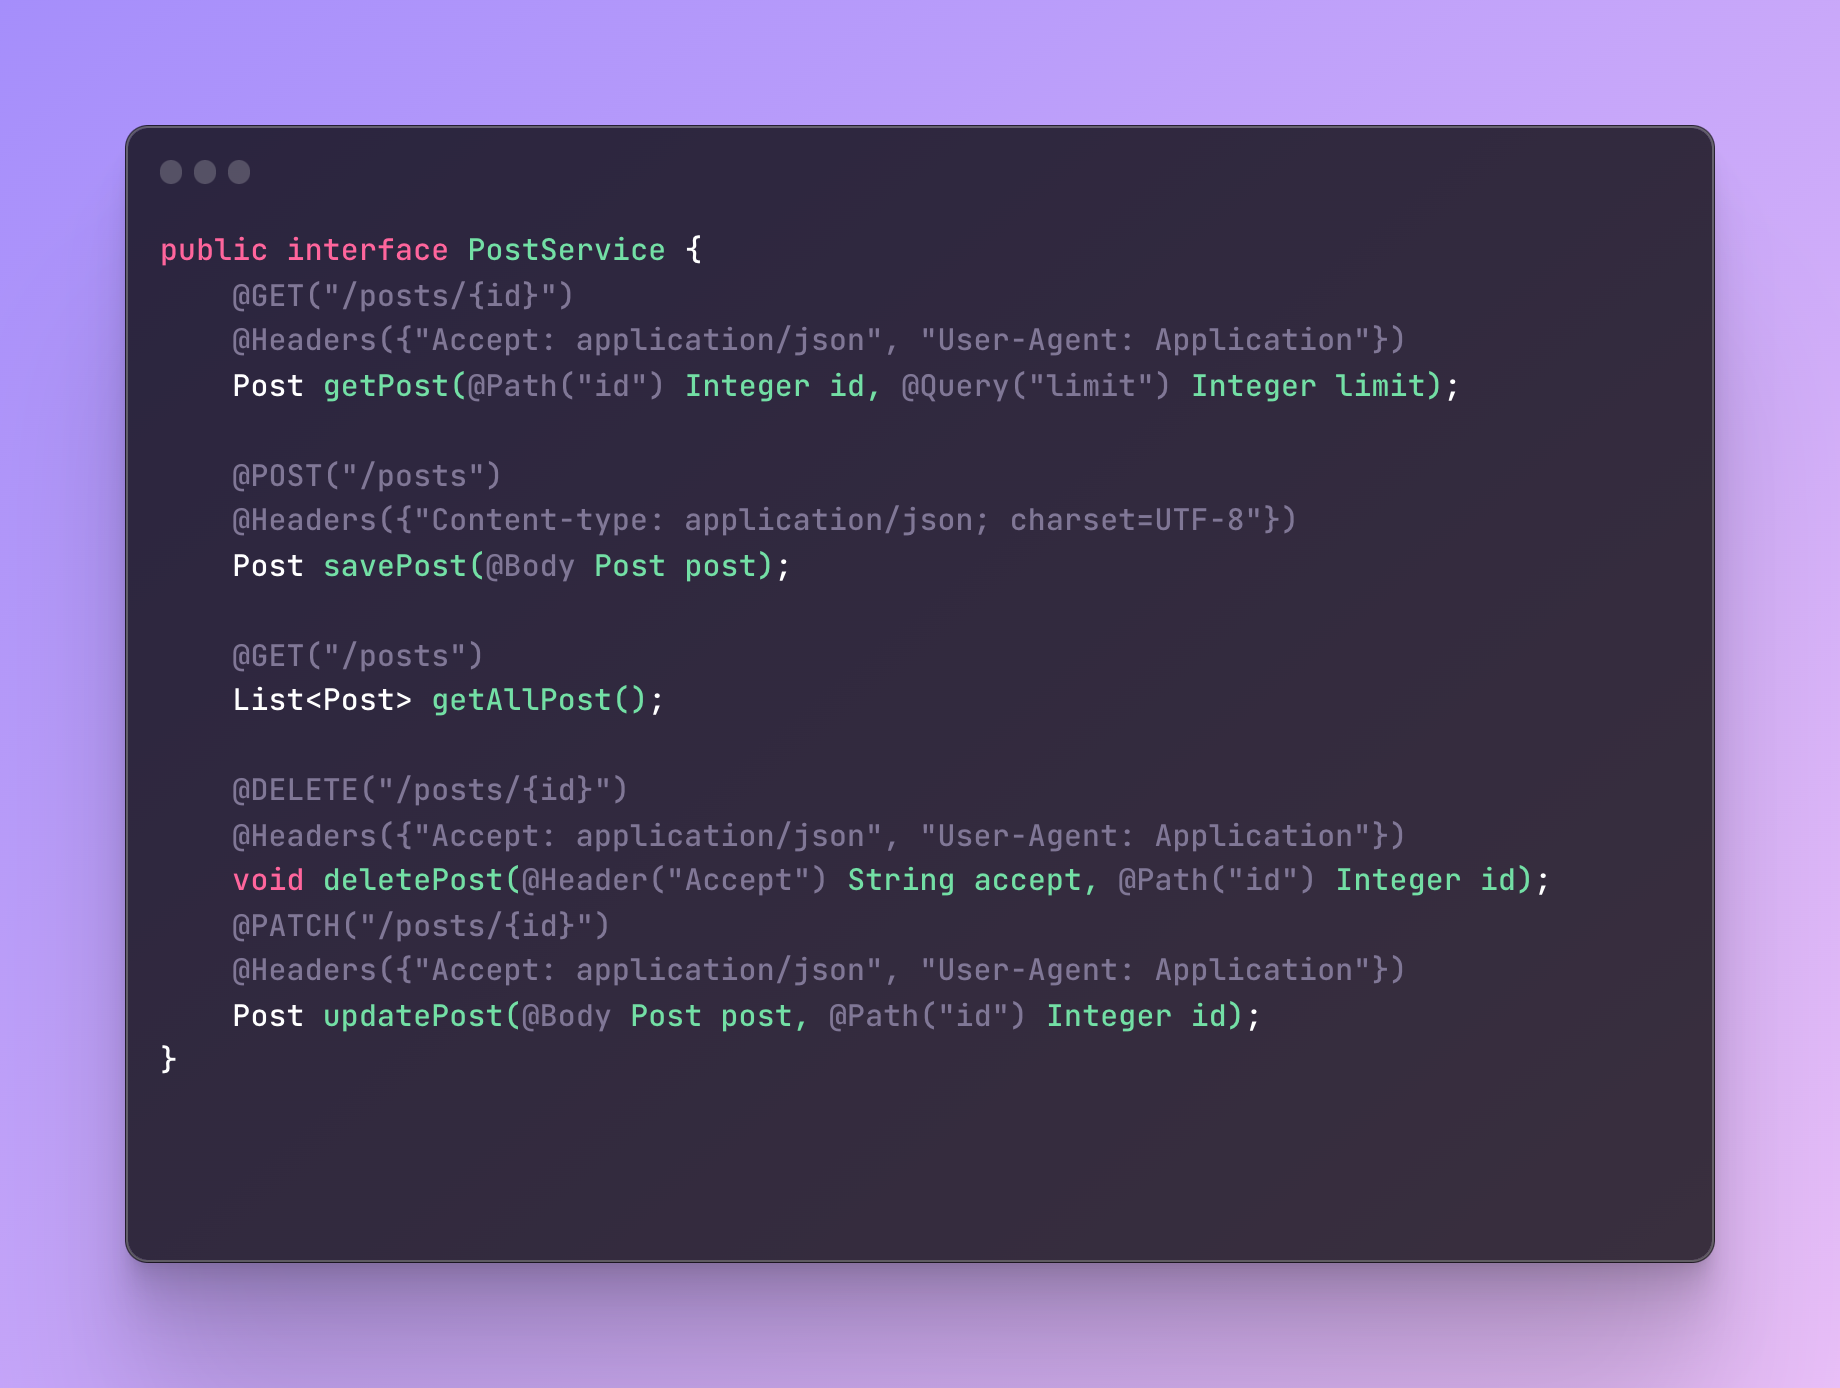 public interface PostService {
    @GET("/posts/{id}")
    @Headers({"Accept: application/json", "User-Agent: Application"})
    Post getPost(@Path("id") Integer id, @Query("limit") Integer limit);

    @POST("/posts")
    @Headers({"Content-type: application/json; charset=UTF-8"})
    Post savePost(@Body Post post);

    @GET("/posts")
    List<Post> getAllPost();

    @DELETE("/posts/{id}")
    @Headers({"Accept: application/json", "User-Agent: Application"})
    void deletePost(@Header("Accept") String accept, @Path("id") Integer id);
    @PATCH("/posts/{id}")
    @Headers({"Accept: application/json", "User-Agent: Application"})
    Post updatePost(@Body Post post, @Path("id") Integer id);
}